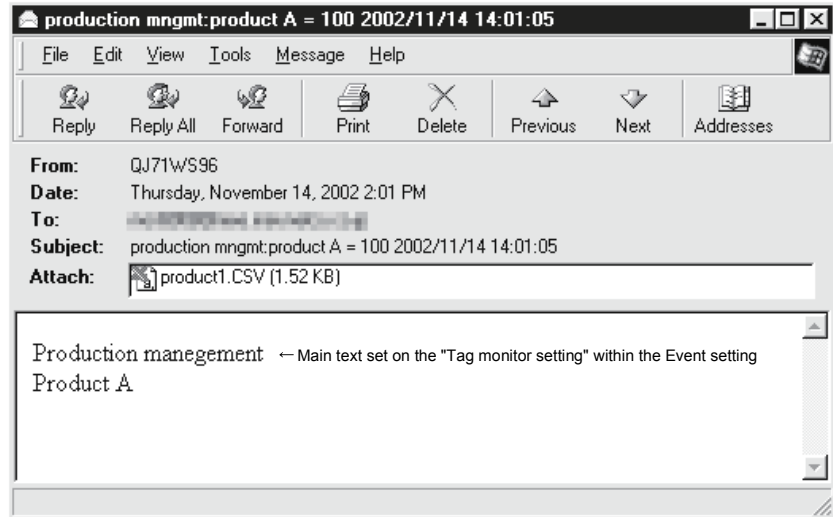 production mngmt:product A = 100 2002/11/14 14:01:05
File Edit View Tools Message Help
Reply Reply All Forward Print Delete Previous Next Addresses
From: QJ71WS96
Date: Thursday, November 14, 2002 2:01 PM
To:
Subject: production mngmt:product A = 100 2002/11/14 14:01:05
Attach: product1.CSV (1.52 KB)
Production manegement ←Main text set on the "Tag monitor setting" within the Event setting
Product A